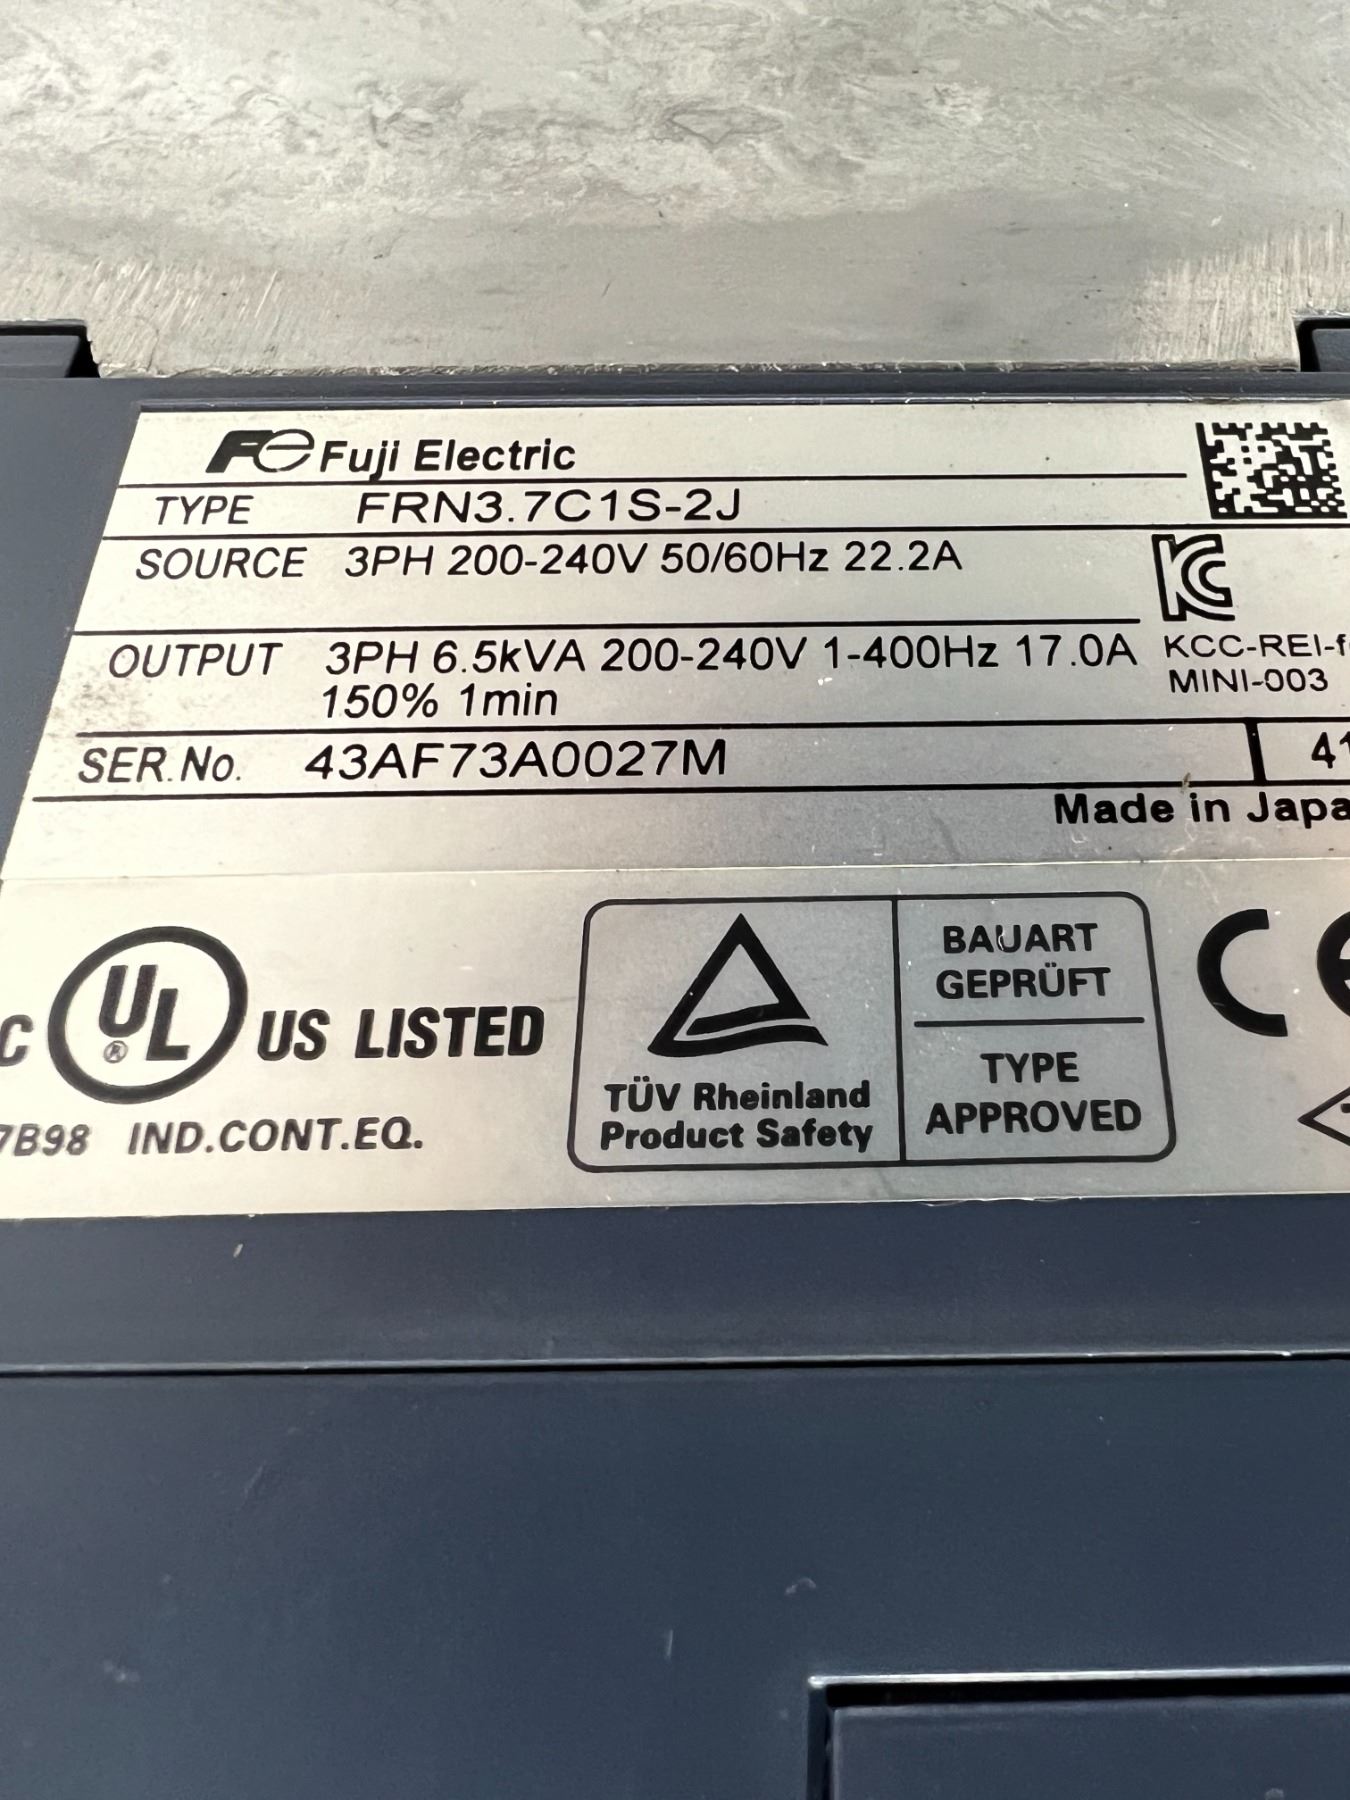 Fe Fuji Electric
TYPE FRN3.7C1S-2J
SOURCE 3PH 200-240V 50/60Hz 22.2A
OUTPUT 3PH 6.5kVA 200-240V 1-400Hz 17.0A
150% 1min
KCC-REI-f
MINI-003
SER.No. 43AF73A0027M 41
Made in Japa
C UL® US LISTED
7B98 IND.CONT.EQ.
TÜV Rheinland
Product Safety
BAUART
GEPRÜFT
TYPE
APPROVED
CE